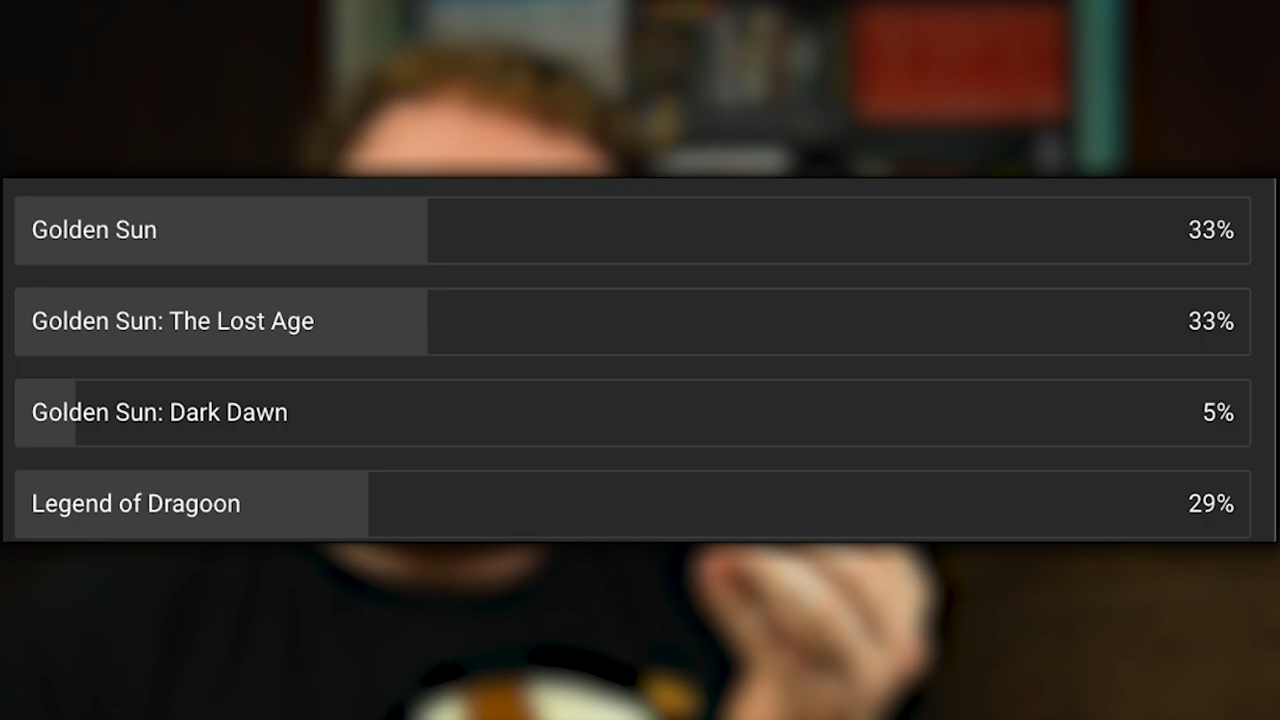 Golden Sun 33%
Golden Sun: The Lost Age 33%
Golden Sun: Dark Dawn 5%
Legend of Dragoon 29%